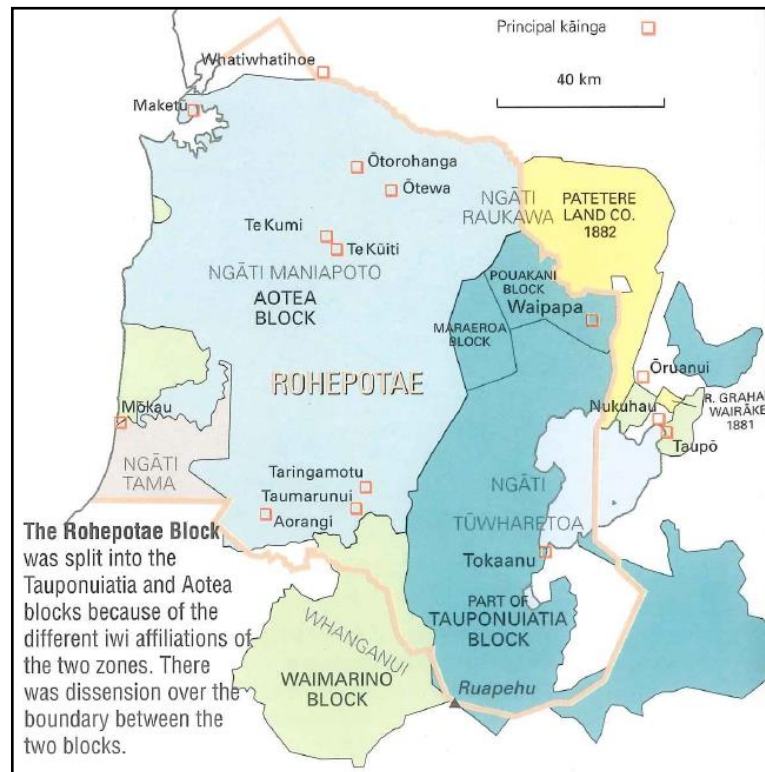 Principal kāinga
Whatiwhatihoe
40 km
Maketū
Ōtorohanga
Ōtewa
NGĀTI
RAUKAWA
PATETERE
LAND CO.
1882
Te Kumi
Te Kūiti
NGĀTI MANIAPOTO
AOTEA
BLOCK
POUAKANI
BLOCK
Waipapa
MARAEROA
BLOCK
ROHEPOTAE
Ōruanui
R. GRAHAM
WAIRĀKEI
1881
Nukuhau
Taupō
Mōkau
NGĀTI
TAMA
Taringamotu
Taumarunui
Aorangi
NGĀTI
TŪWHARETOA
Tokaanu
PART OF
TAUPONUIATIA
BLOCK
WHANGANUI
WAIMARINO
BLOCK
Ruapehu
The Rohepotae Block
was split into the
Tauponuiatia and Aotea
blocks because of the
different iwi affiliations of
the two zones. There
was dissension over the
boundary between the
two blocks.